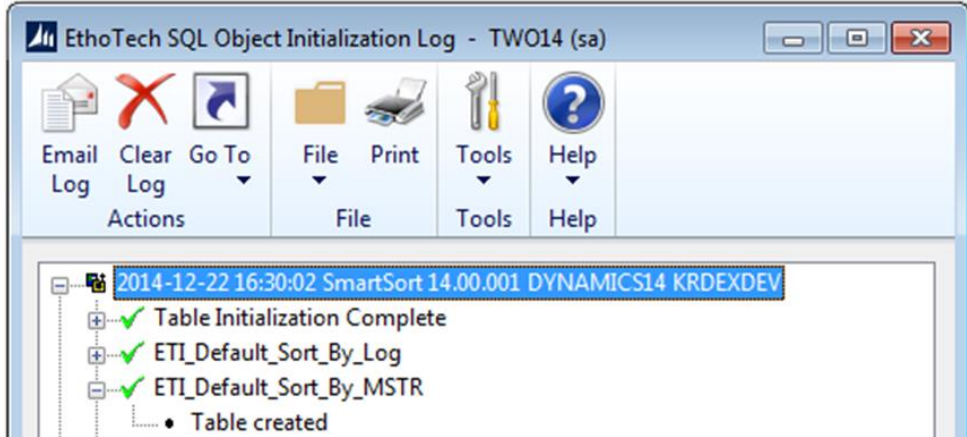 EthoTech SQL Object Initialization Log - TWO14 (sa)
Email Log
Clear Log
Go To
File
Print
Tools
Help
Actions
File
Tools
Help
2014-12-22 16:30:02 SmartSort 14.00.001 DYNAMICS14 KRDEXDEV
Table Initialization Complete
ETI_Default_Sort_By_Log
ETI_Default_Sort_By_MSTR
Table created